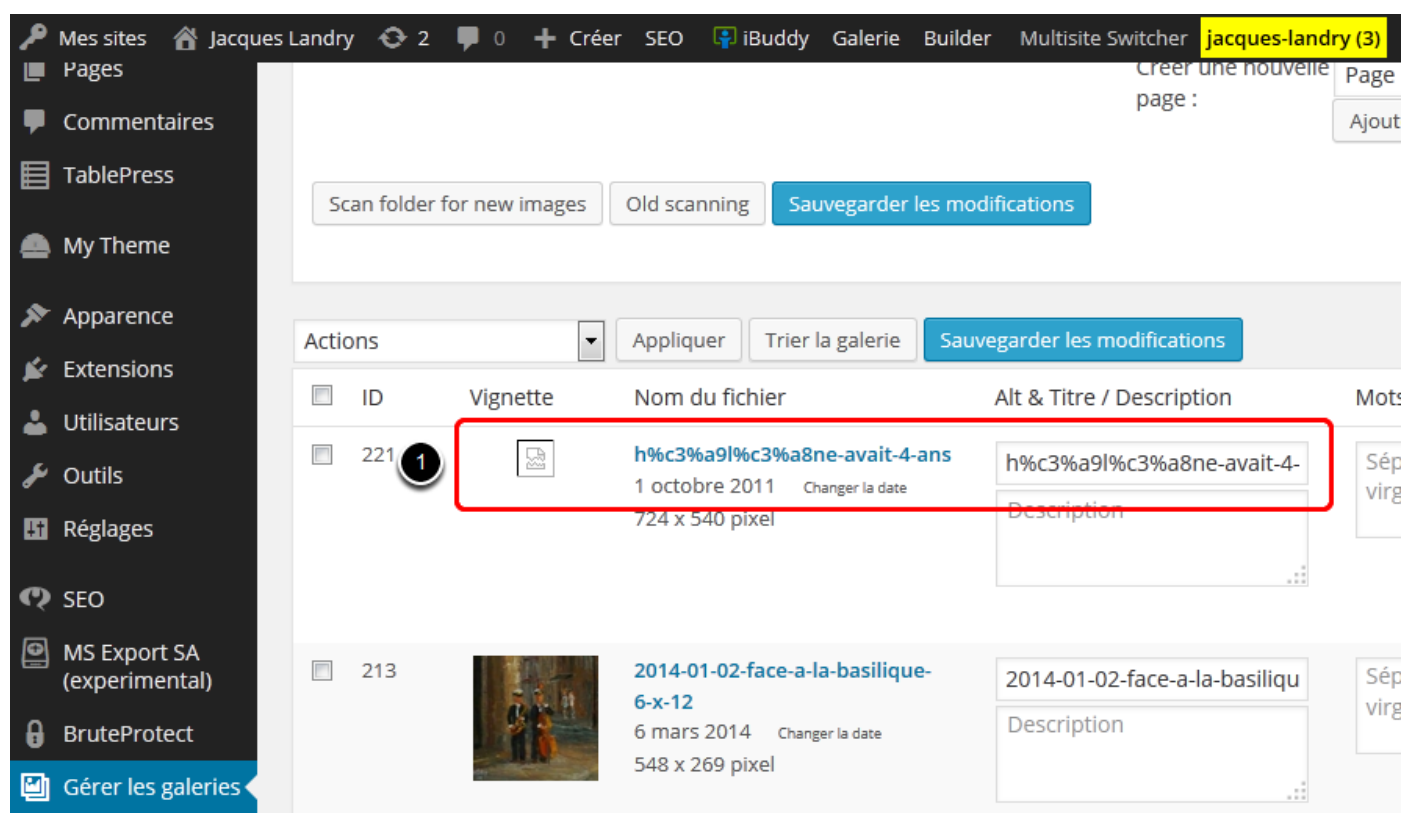 Mes sites Jacques Landry 2 0 + Créer SEO iBuddy Galerie Builder Multisite Switcher jacques-landry (3)
Pages
Commentaires
TablePress
My Theme
Apparence
Extensions
Utilisateurs
Outils
Réglages
SEO
MS Export SA
(experimental)
BruteProtect
Gérer les galeries
Créer une nouvelle
page :
Page
Ajout
Scan folder for new images Old scanning Sauvegarder les modifications
Actions Appliquer Trier la galerie Sauvegarder les modifications
ID Vignette Nom du fichier Alt & Titre / Description Mots
221 1 h%c3%a9l%c3%a8ne-avait-4-ans h%c3%a9l%c3%a8ne-avait-4- Sép
1 octobre 2011 Changer la date virg
724 x 540 pixel Description
213 2014-01-02-face-a-la-basilique- 2014-01-02-face-a-la-basiliqu Sép
6-x-12 virg
6 mars 2014 Changer la date Description
548 x 269 pixel